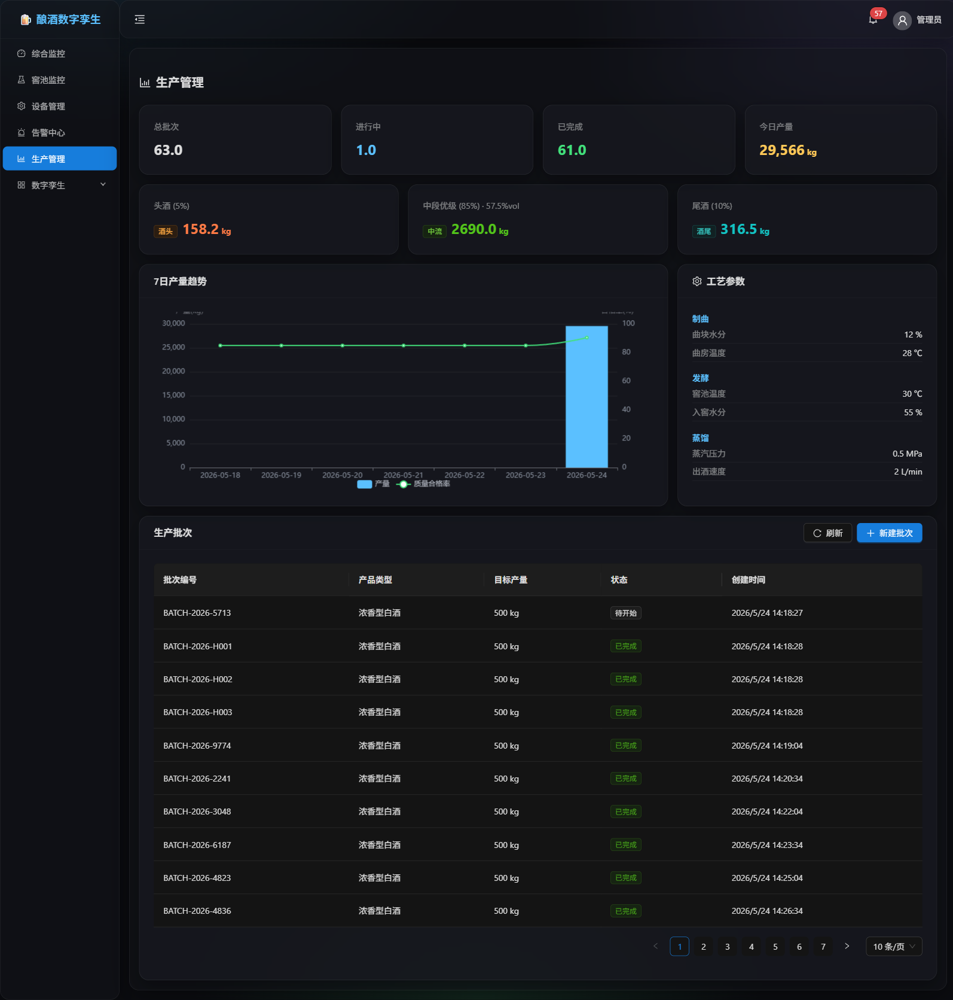 酿酒数字孪生
57
管理员
综合监控
窖池监控
设备管理
告警中心
生产管理
数字孪生
生产管理
总批次
63.0
进行中
1.0
已完成
61.0
今日产量
29,566 kg
头酒 (5%)
酒头 158.2 kg
中段优级 (85%) · 57.5%vol
中流 2690.0 kg
尾酒 (10%)
酒尾 316.5 kg
7日产量趋势
30,000
25,000
20,000
15,000
10,000
5,000
0
100
80
60
40
20
0
2026-05-18 2026-05-19 2026-05-20 2026-05-21 2026-05-22 2026-05-23 2026-05-24
产量 质量合格率
工艺参数
制曲
曲块水分 12 %
曲房温度 28 ℃
发酵
窖池温度 30 ℃
入窖水分 55 %
蒸馏
蒸汽压力 0.5 MPa
出酒速度 2 L/min
生产批次
刷新
新建批次
批次编号 产品类型 目标产量 状态 创建时间
BATCH-2026-5713 浓香型白酒 500 kg 待开始 2026/5/24 14:18:27
BATCH-2026-H001 浓香型白酒 500 kg 已完成 2026/5/24 14:18:28
BATCH-2026-H002 浓香型白酒 500 kg 已完成 2026/5/24 14:18:28
BATCH-2026-H003 浓香型白酒 500 kg 已完成 2026/5/24 14:18:28
BATCH-2026-9774 浓香型白酒 500 kg 已完成 2026/5/24 14:19:04
BATCH-2026-2241 浓香型白酒 500 kg 已完成 2026/5/24 14:20:34
BATCH-2026-3048 浓香型白酒 500 kg 已完成 2026/5/24 14:22:04
BATCH-2026-6187 浓香型白酒 500 kg 已完成 2026/5/24 14:23:34
BATCH-2026-4823 浓香型白酒 500 kg 已完成 2026/5/24 14:25:04
BATCH-2026-4836 浓香型白酒 500 kg 已完成 2026/5/24 14:26:34
< 1 2 3 4 5 6 7 > 10 条/页